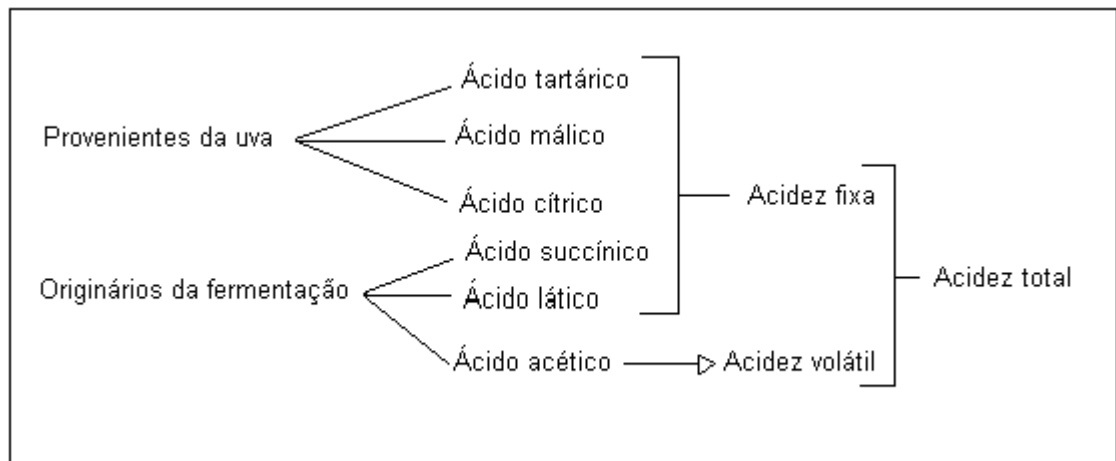 Ácido tartárico
Provenientes da uva
Ácido málico
Ácido cítrico
Acidez fixa
Ácido succínico
Originários da fermentação
Ácido lático
Acidez total
Ácido acético
Acidez volátil